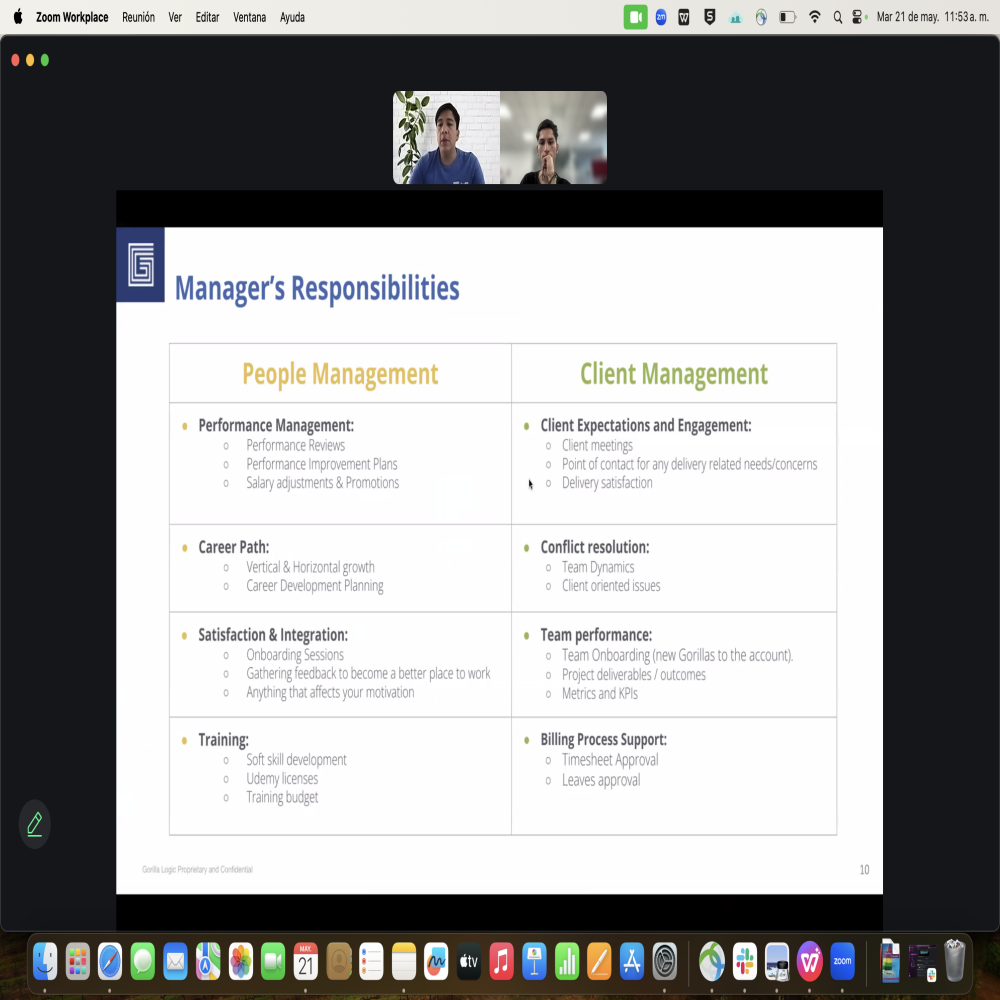 Zoom Workplace Reunión Ver Editar Ventana Ayuda
zm W S Mar 21 de may. 11:53 a. m.
G
Manager's Responsibilities
People Management
Client Management
Performance Management:
Performance Reviews
Performance Improvement Plans
Salary adjustments & Promotions
Client Expectations and Engagement:
Client meetings
Point of contact for any delivery related needs/concerns
Delivery satisfaction
Career Path:
Vertical & Horizontal growth
Career Development Planning
Conflict resolution:
Team Dynamics
Client oriented issues
Satisfaction & Integration:
Onboarding Sessions
Gathering feedback to become a better place to work
Anything that affects your motivation
Team performance:
Team Onboarding (new Gorillas to the account).
Project deliverables / outcomes
Metrics and KPIs
Training:
Soft skill development
Udemy licenses
Training budget
Billing Process Support:
Timesheet Approval
Leaves approval
Gorilla Logic Proprietary and Confidential
10
MAY.
21
tv
zoom